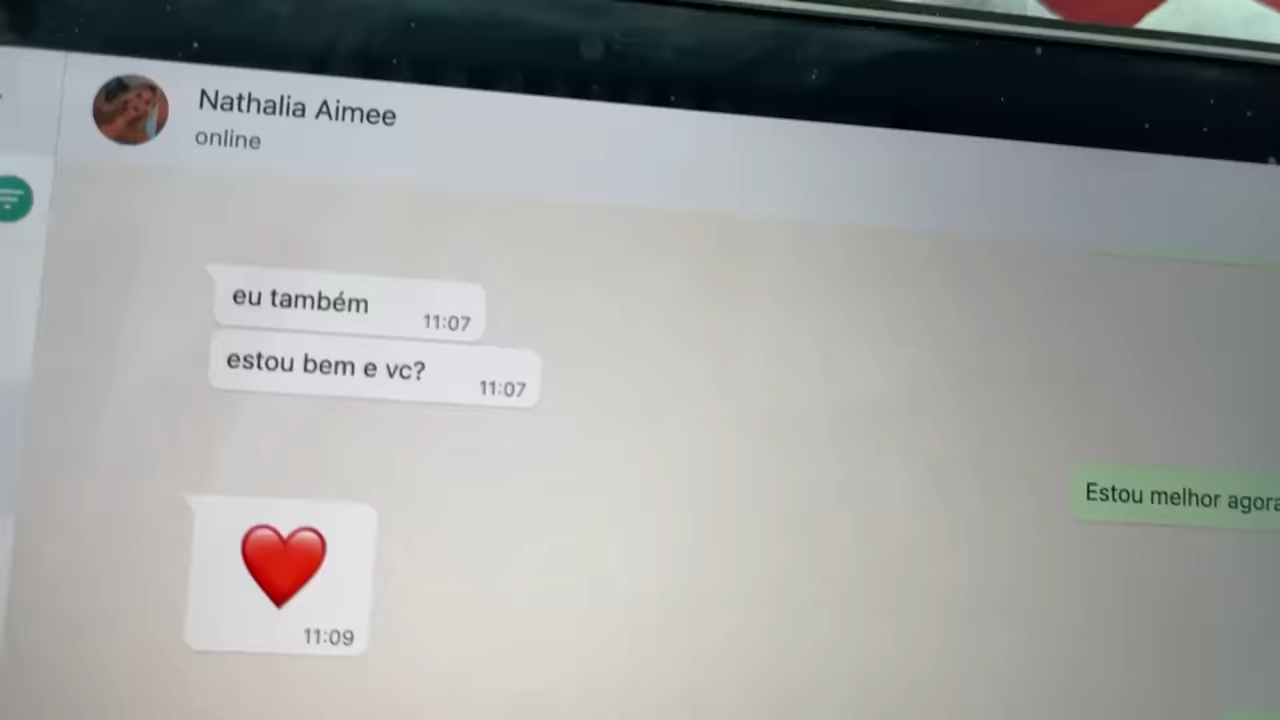 Nathalia Aimee
online
eu também
11:07
estou bem e vc?
11:07
Estou melhor agora
❤️
11:09